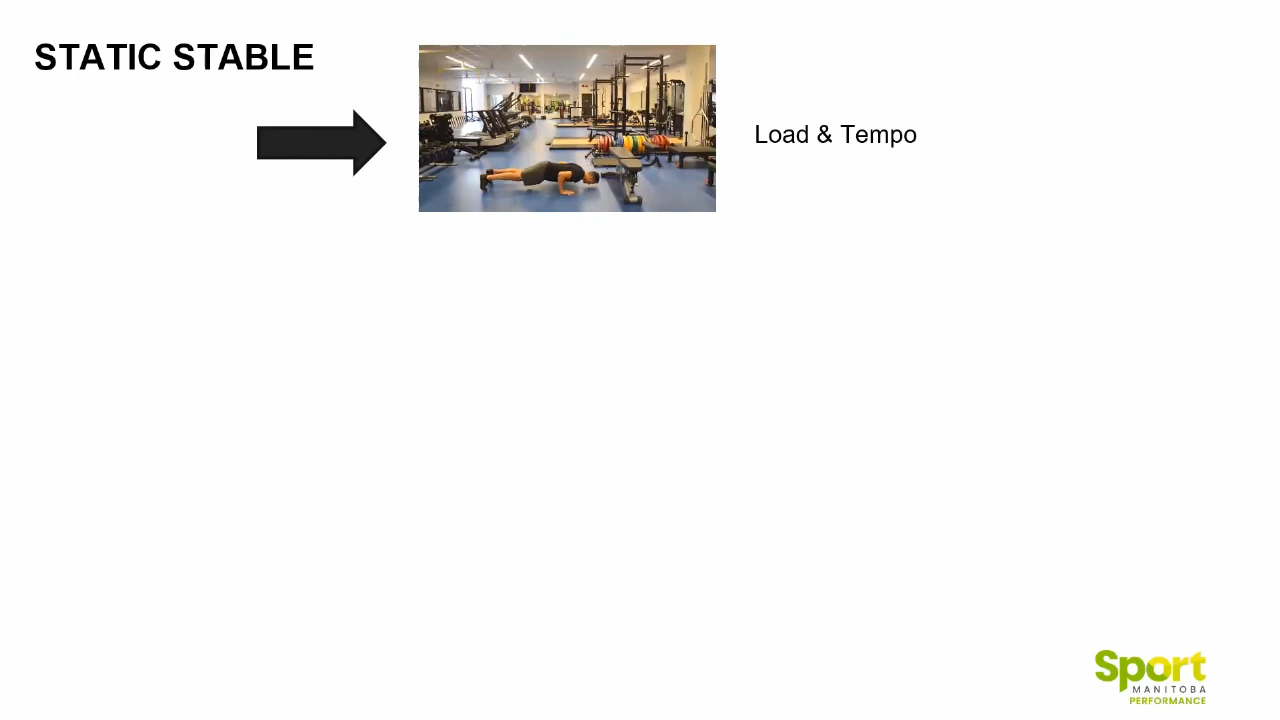 STATIC STABLE
Load & Tempo
Sport
MANITOBA
PERFORMANCE